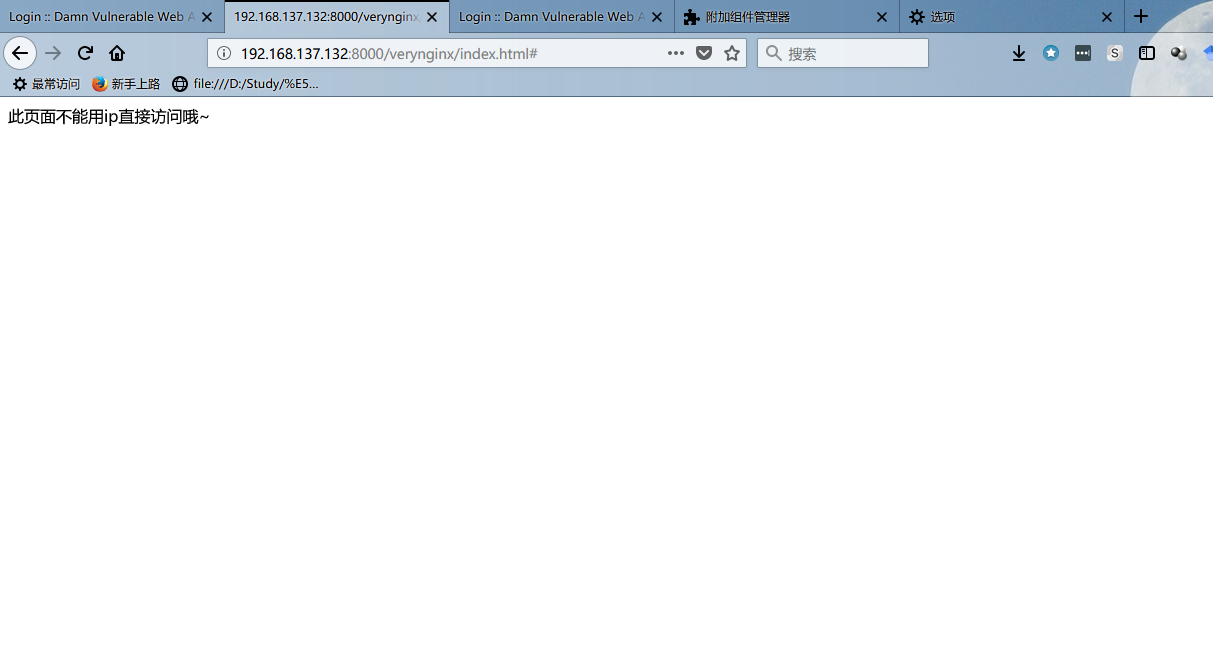 Login :: Damn Vulnerable Web A
192.168.137.132:8000/verynginx
Login :: Damn Vulnerable Web A
附加组件管理器
选项
192.168.137.132:8000/verynginx/index.html#
搜索
S
最常访问
新手上路
file:///D:/Study/%E5...
此页面不能用ip直接访问哦~